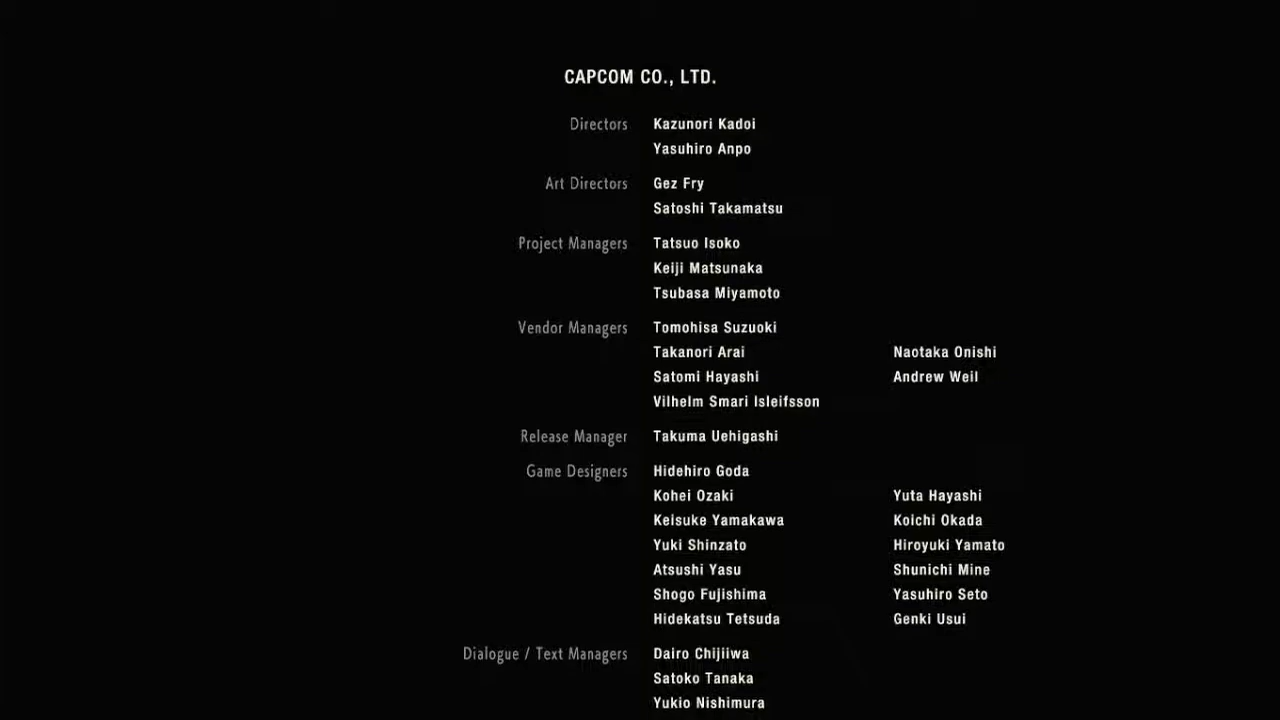 CAPCOM CO., LTD.
Directors Kazunori Kadoi
Yasuhiro Anpo
Art Directors Gez Fry
Satoshi Takamatsu
Project Managers Tatsuo Isoko
Keiji Matsunaka
Tsubasa Miyamoto
Vendor Managers Tomohisa Suzuoki
Takanori Arai Naotaka Onishi
Satomi Hayashi Andrew Weil
Vilhelm Smari Isleifsson
Release Manager Takuma Uehigashi
Game Designers Hidehiro Goda
Kohei Ozaki Yuta Hayashi
Keisuke Yamakawa Koichi Okada
Yuki Shinzato Hiroyuki Yamato
Atsushi Yasu Shunichi Mine
Shogo Fujishima Yasuhiro Seto
Hidekatsu Tetsuda Genki Usui
Dialogue / Text Managers Dairo Chijiiwa
Satoko Tanaka
Yukio Nishimura